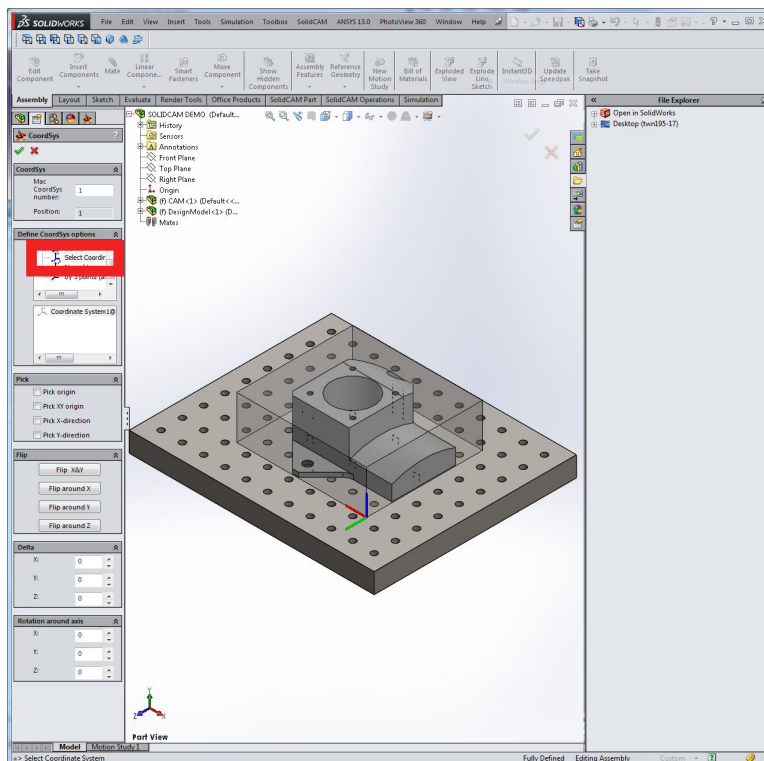 SOLIDWORKS File Edit View Insert Tools Simulation Toolbox SolidCAM ANSYS 13.0 PhotoView 360 Window Help
Edit Component
Insert Components
Mate
Linear Compone...
Smart Fasteners
Move Component
Show Hidden Components
Assembly Features
Reference Geometry
New Motion Study
Bill of Materials
Exploded View
Explode Line Sketch
Instant3D
Update Speedpak
Take Snapshot
Assembly Layout Sketch Evaluate Render Tools Office Products SolidCAM Part SolidCAM Operations Simulation
CoordSys ?
CoordSys
Mac CoordSys number: 1
Position: 1
Define CoordSys options
Select Coordir
Coordinate System1@
Pick
Pick origin
Pick XY origin
Pick X-direction
Pick Y-direction
Flip
Flip X&Y
Flip around X
Flip around Y
Flip around Z
Delta
X: 0
Y: 0
Z: 0
Rotation around axis
X: 0
Y: 0
Z: 0
SOLIDCAM DEMO (Default...
History
Sensors
Annotations
Front Plane
Top Plane
Right Plane
Origin
(f) CAM<1> (Default<<...
(f) DesignModel<1> (D...
Mates
Y
Z X
Part View
« File Explorer
Open in SolidWorks
Desktop (twn195-17)
Model Motion Study 1
=> Select Coordinate System Fully Defined Editing Assembly Custom